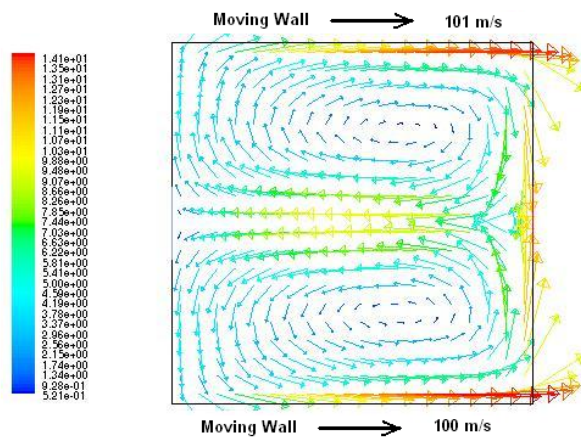 Moving Wall 101 m/s
1.41e+01
1.35e+01
1.31e+01
1.27e+01
1.23e+01
1.19e+01
1.15e+01
1.11e+01
1.07e+01
1.03e+01
9.88e+00
9.48e+00
9.07e+00
8.66e+00
8.26e+00
7.85e+00
7.44e+00
7.03e+00
6.63e+00
6.22e+00
5.81e+00
5.41e+00
5.00e+00
4.59e+00
4.19e+00
3.78e+00
3.37e+00
2.96e+00
2.56e+00
2.15e+00
1.74e+00
1.34e+00
9.28e-01
5.21e-01
Moving Wall 100 m/s